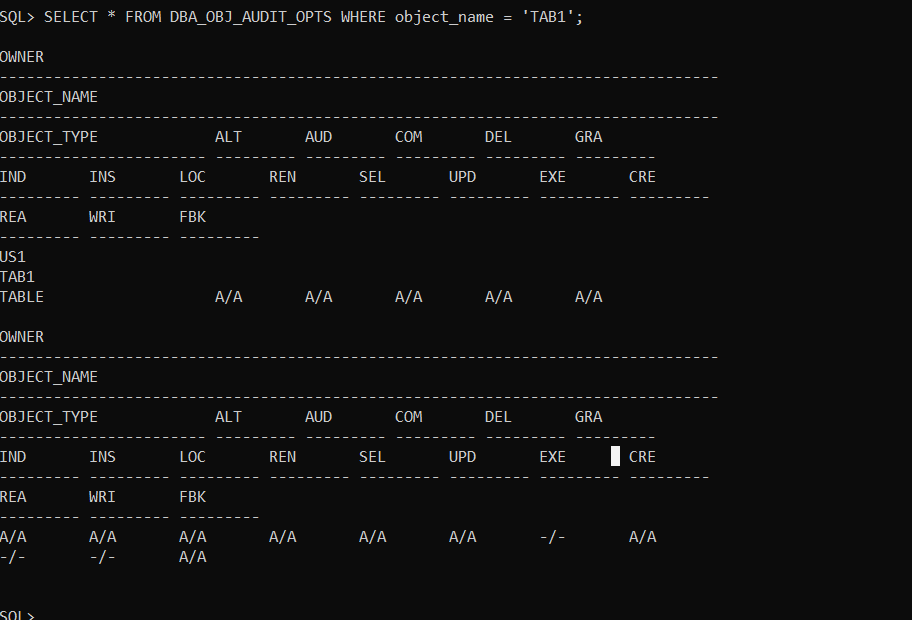 SQL> SELECT * FROM DBA_OBJ_AUDIT_OPTS WHERE object_name = 'TAB1';
OWNER
--------------------------------------------------------------------------------
OBJECT_NAME
--------------------------------------------------------------------------------
OBJECT_TYPE             ALT       AUD       COM       DEL       GRA
----------------------- --------- --------- --------- --------- ---------
IND       INS       LOC       REN       SEL       UPD       EXE       CRE
--------- --------- --------- --------- --------- --------- --------- ---------
REA       WRI       FBK
--------- --------- ---------
US1
TAB1
TABLE                   A/A       A/A       A/A       A/A       A/A
OWNER
--------------------------------------------------------------------------------
OBJECT_NAME
--------------------------------------------------------------------------------
OBJECT_TYPE             ALT       AUD       COM       DEL       GRA
----------------------- --------- --------- --------- --------- ---------
IND       INS       LOC       REN       SEL       UPD       EXE       CRE
--------- --------- --------- --------- --------- --------- --------- ---------
REA       WRI       FBK
--------- --------- ---------
A/A       A/A       A/A       A/A       A/A       A/A       -/-       A/A
-/-       -/-       A/A
SQL>